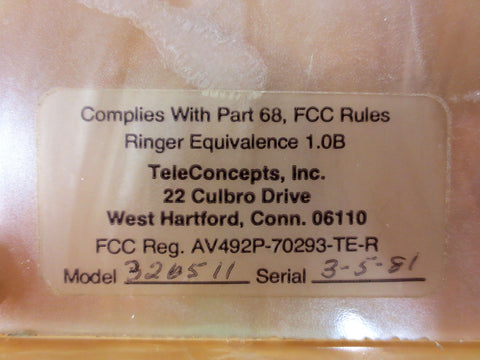 Complies With Part 68, FCC Rules
Ringer Equivalence 1.0B
TeleConcepts, Inc.
22 Culbro Drive
West Hartford, Conn. 06110
FCC Reg. AV492P-70293-TE-R
Model 326511 Serial 3-5-81